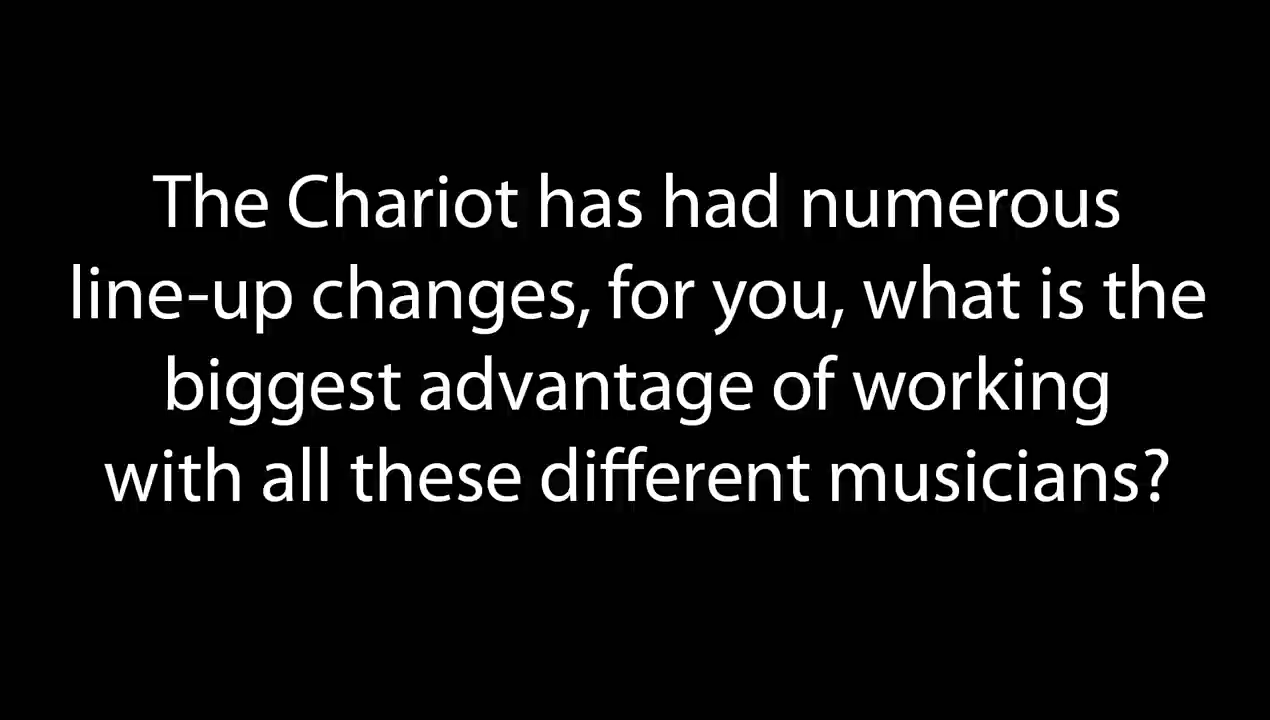 The Chariot has had numerous
line-up changes, for you, what is the
biggest advantage of working
with all these different musicians?